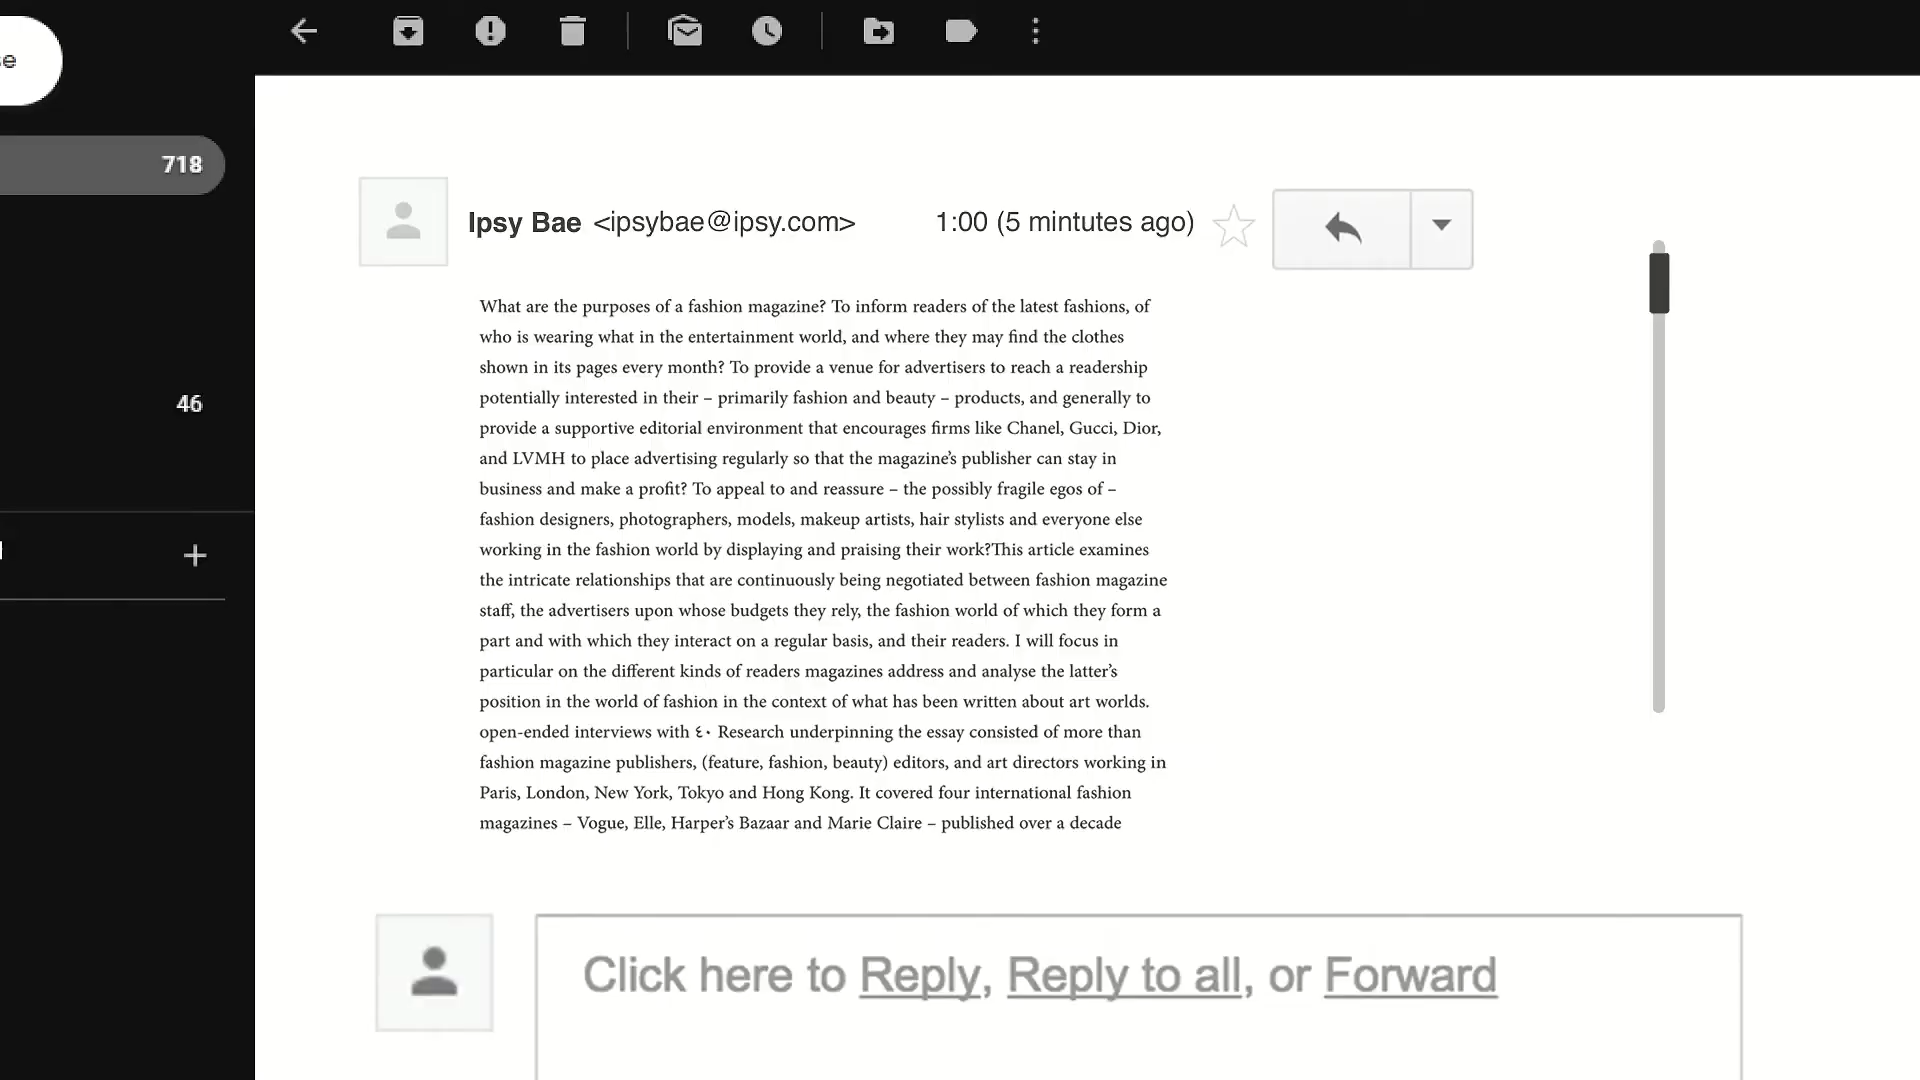 se
718
46
Ipsy Bae <ipsybae@ipsy.com> 1:00 (5 mintutes ago)
What are the purposes of a fashion magazine? To inform readers of the latest fashions, of
who is wearing what in the entertainment world, and where they may find the clothes
shown in its pages every month? To provide a venue for advertisers to reach a readership
potentially interested in their – primarily fashion and beauty – products, and generally to
provide a supportive editorial environment that encourages firms like Chanel, Gucci, Dior,
and LVMH to place advertising regularly so that the magazine’s publisher can stay in
business and make a profit? To appeal to and reassure – the possibly fragile egos of –
fashion designers, photographers, models, makeup artists, hair stylists and everyone else
working in the fashion world by displaying and praising their work?This article examines
the intricate relationships that are continuously being negotiated between fashion magazine
staff, the advertisers upon whose budgets they rely, the fashion world of which they form a
part and with which they interact on a regular basis, and their readers. I will focus in
particular on the different kinds of readers magazines address and analyse the latter’s
position in the world of fashion in the context of what has been written about art worlds.
open-ended interviews with ٤٠ Research underpinning the essay consisted of more than
fashion magazine publishers, (feature, fashion, beauty) editors, and art directors working in
Paris, London, New York, Tokyo and Hong Kong. It covered four international fashion
magazines – Vogue, Elle, Harper’s Bazaar and Marie Claire – published over a decade
Click here to Reply, Reply to all, or Forward